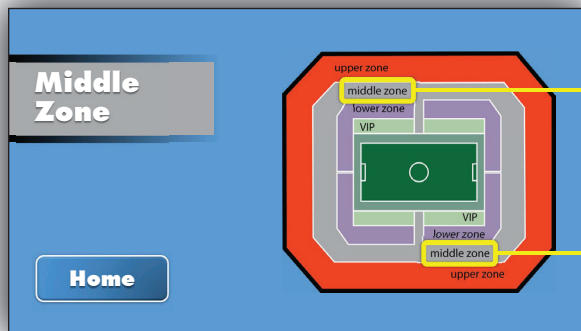 Middle
Zone
upper zone
middle zone
lower zone
VIP
VIP
lower zone
middle zone
upper zone
Home